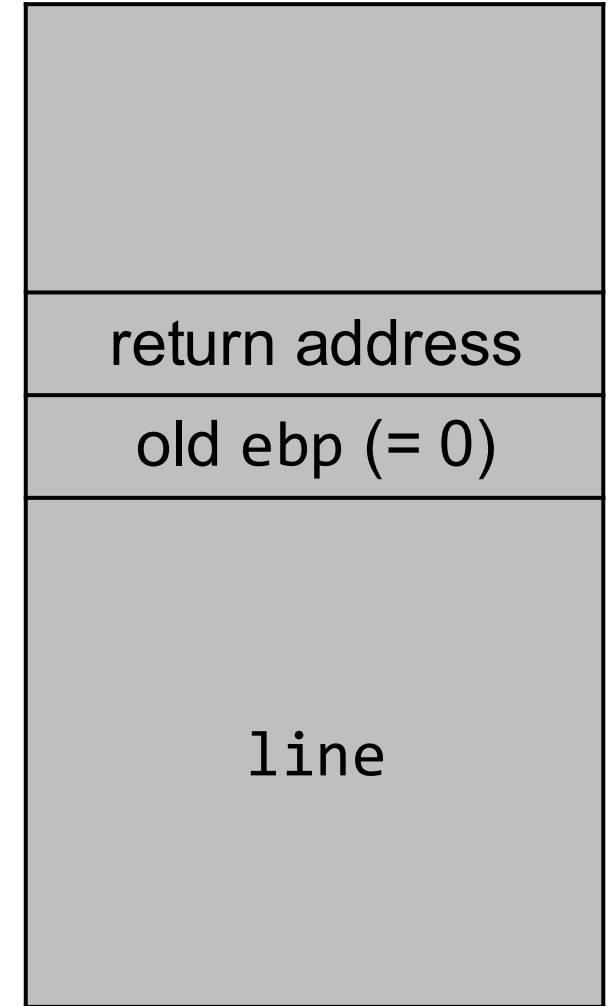 return address
old ebp (= 0)
line